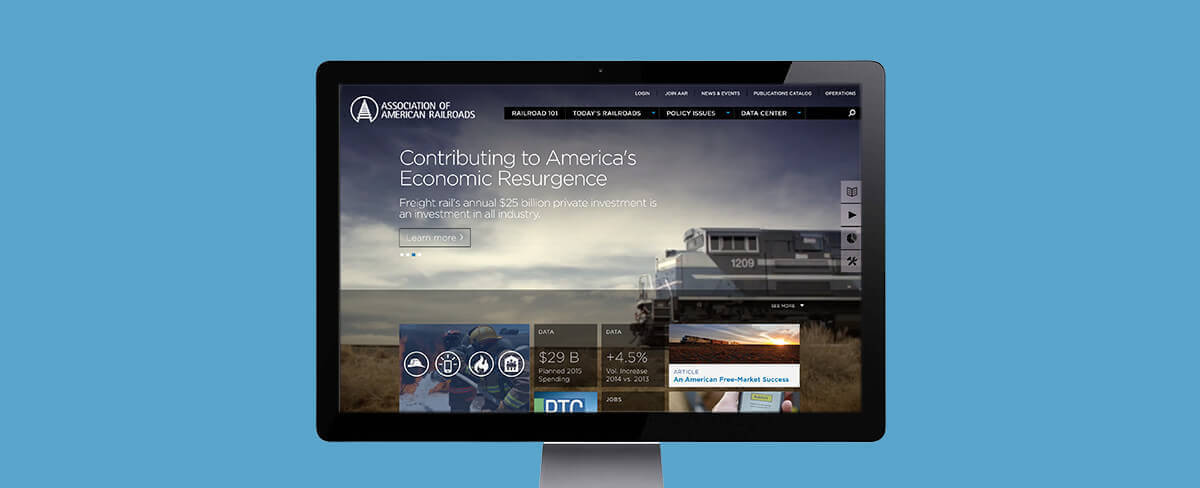 LOGIN
JOIN AAR
NEWS & EVENTS
PUBLICATIONS CATALOG
OPERATIONS
ASSOCIATION OF
AMERICAN RAILROADS
RAILROAD 101
TODAY'S RAILROADS
POLICY ISSUES
DATA CENTER
Contributing to America's
Economic Resurgence
Freight rail's annual $25 billion private investment is
an investment in all industry.
Learn more >
1209
SEE MORE
DATA
$29 B
Planned 2015
Spending
DATA
+4.5%
Vol. Increase
2014 vs. 2013
ARTICLE
An American Free-Market Success
PTC
JOBS